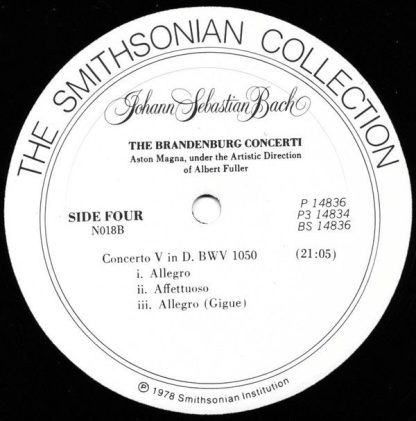 THE SMITHSONIAN COLLECTION
Johann Sebastian Bach
THE BRANDENBURG CONCERTI
Aston Magna, under the Artistic Direction
of Albert Fuller
SIDE FOUR
N018B
P 14836
P3 14834
BS 14836
Concerto V in D. BWV 1050 (21:05)
i. Allegro
ii. Affettuoso
iii. Allegro (Gigue)
℗ 1978 Smithsonian Institution